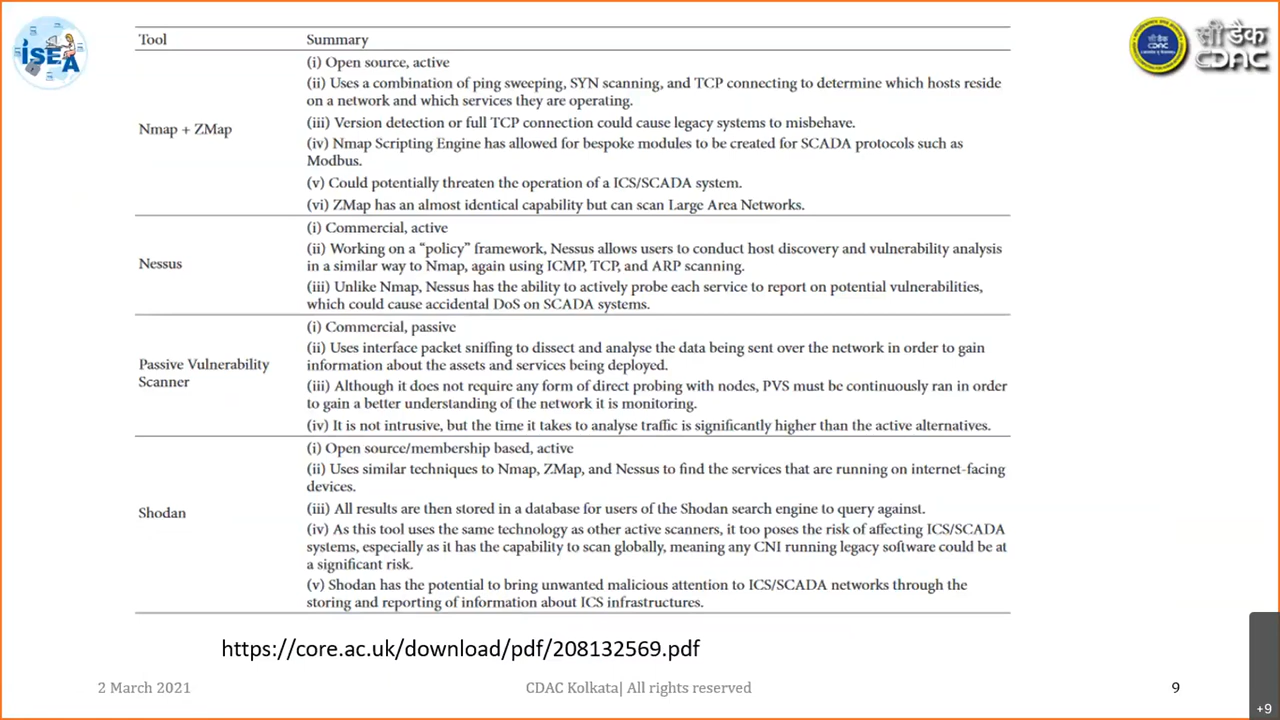 iSEA
सी डैक
CDAC
Tool Summary
(i) Open source, active
(ii) Uses a combination of ping sweeping, SYN scanning, and TCP connecting to determine which hosts reside
on a network and which services they are operating.
Nmap + ZMap
(iii) Version detection or full TCP connection could cause legacy systems to misbehave.
(iv) Nmap Scripting Engine has allowed for bespoke modules to be created for SCADA protocols such as
Modbus.
(v) Could potentially threaten the operation of a ICS/SCADA system.
(vi) ZMap has an almost identical capability but can scan Large Area Networks.
(i) Commercial, active
(ii) Working on a “policy” framework, Nessus allows users to conduct host discovery and vulnerability analysis
in a similar way to Nmap, again using ICMP, TCP, and ARP scanning.
Nessus
(iii) Unlike Nmap, Nessus has the ability to actively probe each service to report on potential vulnerabilities,
which could cause accidental DoS on SCADA systems.
(i) Commercial, passive
(ii) Uses interface packet sniffing to dissect and analyse the data being sent over the network in order to gain
information about the assets and services being deployed.
Passive Vulnerability
Scanner
(iii) Although it does not require any form of direct probing with nodes, PVS must be continuously ran in order
to gain a better understanding of the network it is monitoring.
(iv) It is not intrusive, but the time it takes to analyse traffic is significantly higher than the active alternatives.
(i) Open source/membership based, active
(ii) Uses similar techniques to Nmap, ZMap, and Nessus to find the services that are running on internet-facing
devices.
Shodan
(iii) All results are then stored in a database for users of the Shodan search engine to query against.
(iv) As this tool uses the same technology as other active scanners, it too poses the risk of affecting ICS/SCADA
systems, especially as it has the capability to scan globally, meaning any CNI running legacy software could be at
a significant risk.
(v) Shodan has the potential to bring unwanted malicious attention to ICS/SCADA networks through the
storing and reporting of information about ICS infrastructures.
https://core.ac.uk/download/pdf/208132569.pdf
2 March 2021 CDAC Kolkata| All rights reserved 9
+9